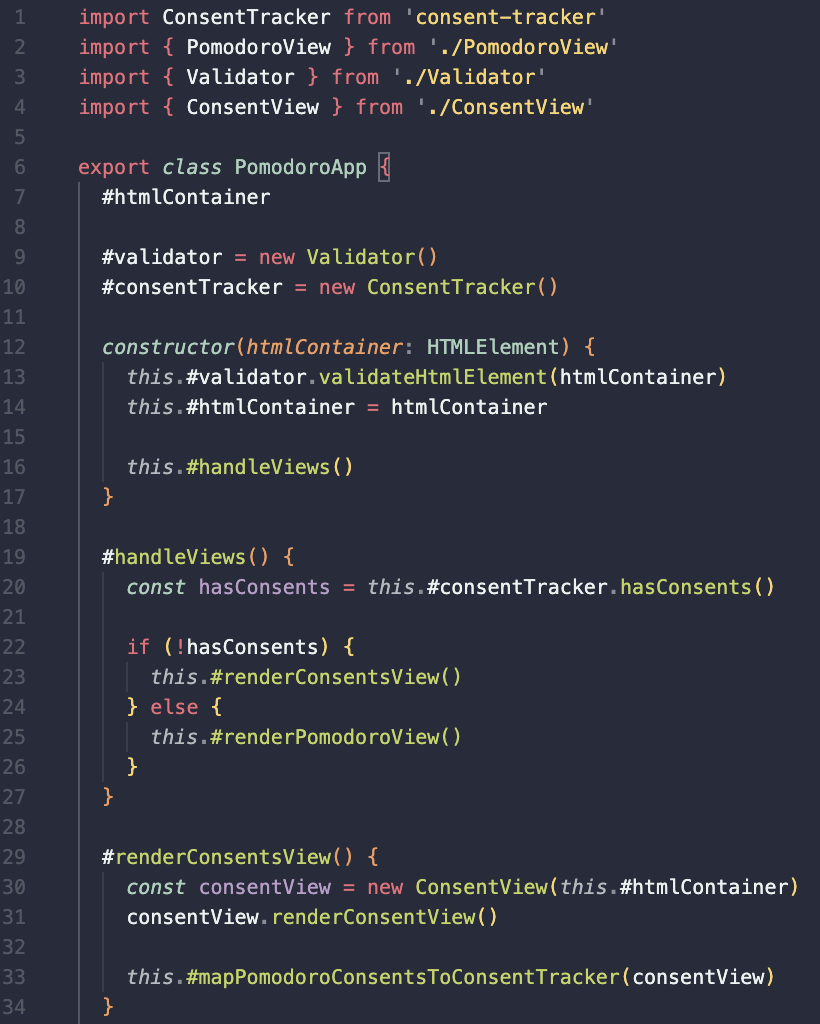 1 import ConsentTracker from 'consent-tracker'
2 import { PomodoroView } from './PomodoroView'
3 import { Validator } from './Validator'
4 import { ConsentView } from './ConsentView'
5
6 export class PomodoroApp {
7 #htmlContainer
8
9 #validator = new Validator()
10 #consentTracker = new ConsentTracker()
11
12 constructor(htmlContainer: HTMLElement) {
13 this.#validator.validateHtmlElement(htmlContainer)
14 this.#htmlContainer = htmlContainer
15
16 this.#handleViews()
17 }
18
19 #handleViews() {
20 const hasConsents = this.#consentTracker.hasConsents()
21
22 if (!hasConsents) {
23 this.#renderConsentsView()
24 } else {
25 this.#renderPomodoroView()
26 }
27 }
28
29 #renderConsentsView() {
30 const consentView = new ConsentView(this.#htmlContainer)
31 consentView.renderConsentView()
32
33 this.#mapPomodoroConsentsToConsentTracker(consentView)
34 }